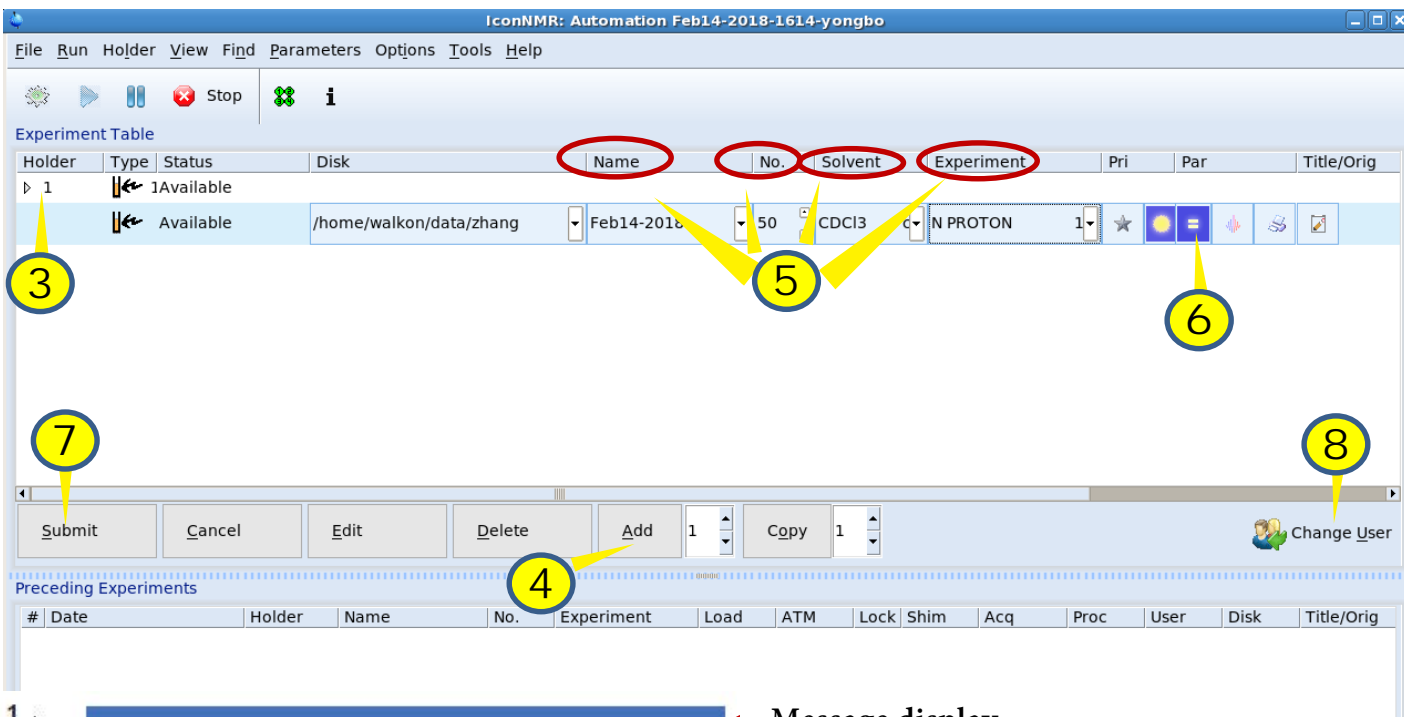 IconNMR: Automation Feb14-2018-1614-yongbo
File Run Holder View Find Parameters Options Tools Help
Stop i
Experiment Table
Holder Type Status Disk Name No. Solvent Experiment Pri Par Title/Orig
1 1Available
Available /home/walkon/data/zhang Feb14-2018 50 CDCl3 N PROTON 1
3
5
6
7
8
Submit Cancel Edit Delete Add 1 Copy 1 Change User
4
Preceding Experiments
# Date Holder Name No. Experiment Load ATM Lock Shim Acq Proc User Disk Title/Orig
1 Message display